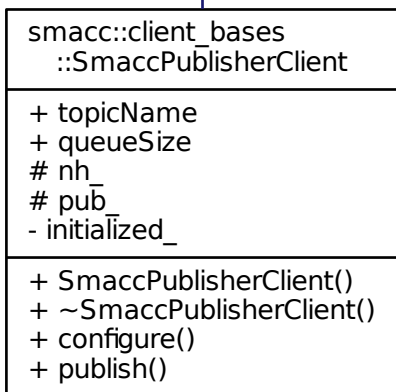 smacc::client_bases
::SmaccPublisherClient
+ topicName
+ queueSize
# nh_
# pub_
- initialized_
+ SmaccPublisherClient()
+ ~SmaccPublisherClient()
+ configure()
+ publish()